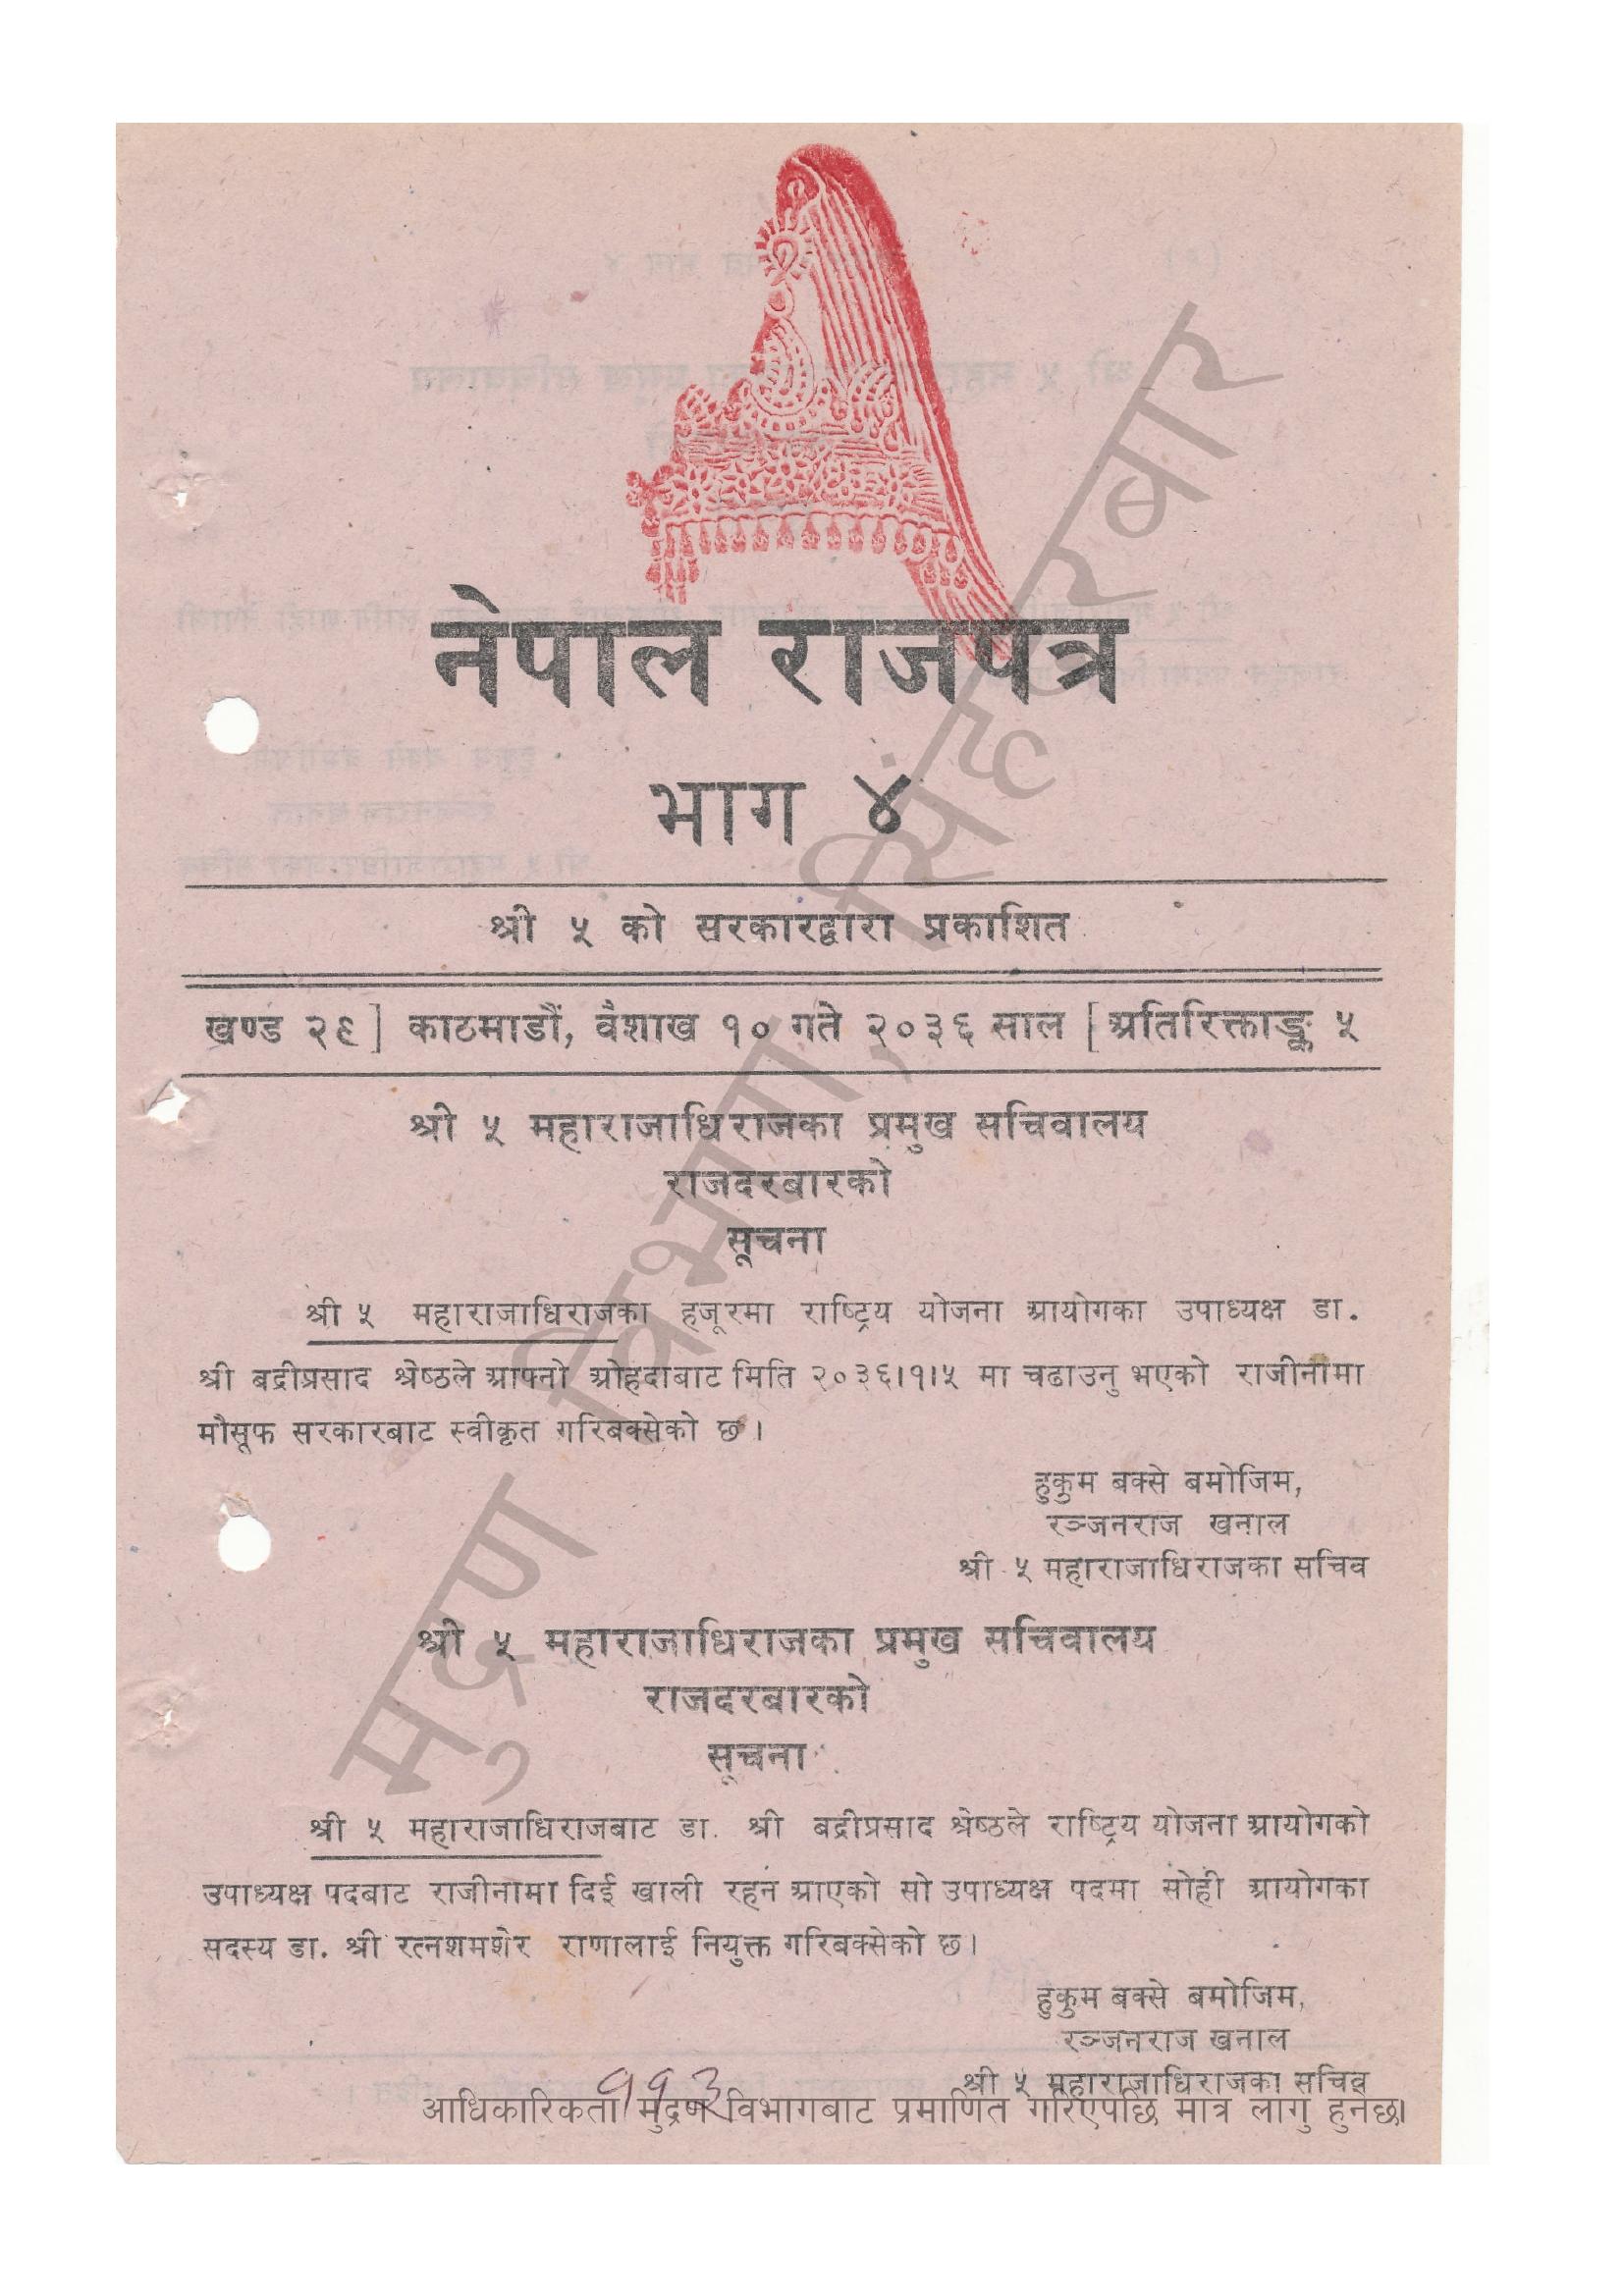 नेपाल राजपत्र
भाग ४
श्री ५ को सरकारद्वारा प्रकाशित
खण्ड २९] काठमाडौं, वैशाख १० गते २०३६ साल [अतिरिक्ताङ्क ५
श्री ५ महाराजाधिराजका प्रमुख सचिवालय
राजदरबारको
सूचना
श्री ५ महाराजाधिराजका हजूरमा राष्ट्रिय योजना आयोगका उपाध्यक्ष डा.
श्री बद्रीप्रसाद श्रेष्ठले आफ्नो ओहदाबाट मिति २०३६।१।५ मा चढाउनु भएको राजीनामा
मौसूफ सरकारबाट स्वीकृत गरिबक्सेको छ।
हुकुम बक्से बमोजिम,
रञ्जनराज खनाल
श्री ५ महाराजाधिराजका सचिव
श्री ५ महाराजाधिराजका प्रमुख सचिवालय
राजदरबारको
सूचना
श्री ५ महाराजाधिराजबाट डा. श्री बद्रीप्रसाद श्रेष्ठले राष्ट्रिय योजना आयोगको
उपाध्यक्ष पदबाट राजीनामा दिई खाली रहन आएको सो उपाध्यक्ष पदमा सोही आयोगका
सदस्य डा. श्री रत्नशमशेर राणालाई नियुक्त गरिबक्सेको छ।
हुकुम बक्से बमोजिम,
रञ्जनराज खनाल
श्री ५ महाराजाधिराजका सचिव
११३
आधिकारिकता मुद्रण विभागबाट प्रमाणित गरिएपछि मात्र लागु हुनेछ।
मुद्रण विभाग, सिंहदरबार